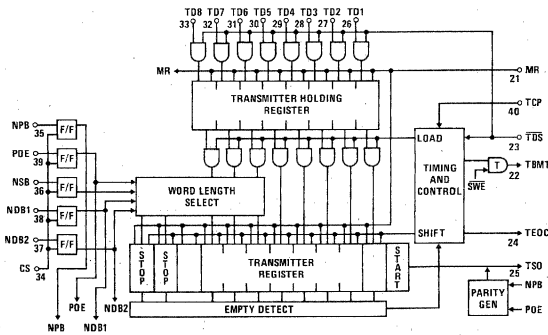 TD8 TD7 TD6 TD5 TD4 TD3 TD2 TD1
33 32 31 30 29 28 27 26
MR
MR
21
TRANSMITTER HOLDING
REGISTER
TCP
40
NPB
35
F/F
LOAD
TDS
23
POE
39
F/F
TIMING
AND
CONTROL
T
TBMT
22
SWE
NSB
36
F/F
WORD LENGTH
SELECT
NDB1
38
F/F
NDB2
37
F/F
SHIFT
TEOC
24
CS
34
STOP
STOP
TRANSMITTER
REGISTER
START
TSO
25
EMPTY DETECT
PARITY
GEN
NPB
POE
POE
NDB2
NPB
NDB1